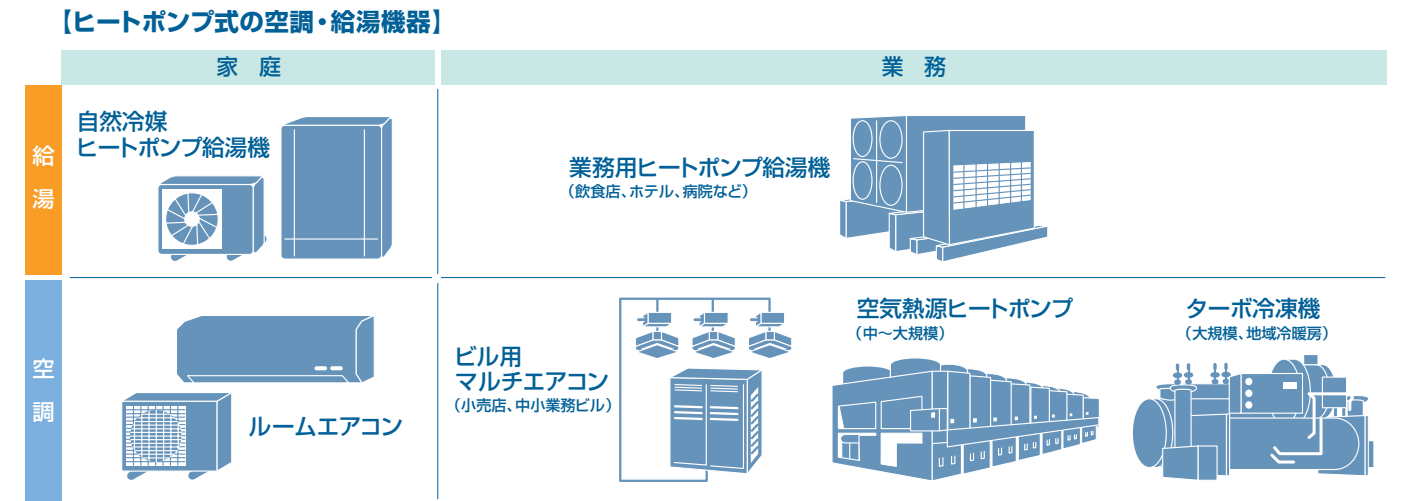 【ヒートポンプ式の空調・給湯機器】
家庭
業務
給湯
自然冷媒
ヒートポンプ給湯機
業務用ヒートポンプ給湯機
（飲食店、ホテル、病院など）
空調
ルームエアコン
ビル用
マルチエアコン
（小売店、中小業務ビル）
空気熱源ヒートポンプ
（中〜大規模）
ターボ冷凍機
（大規模、地域冷暖房）